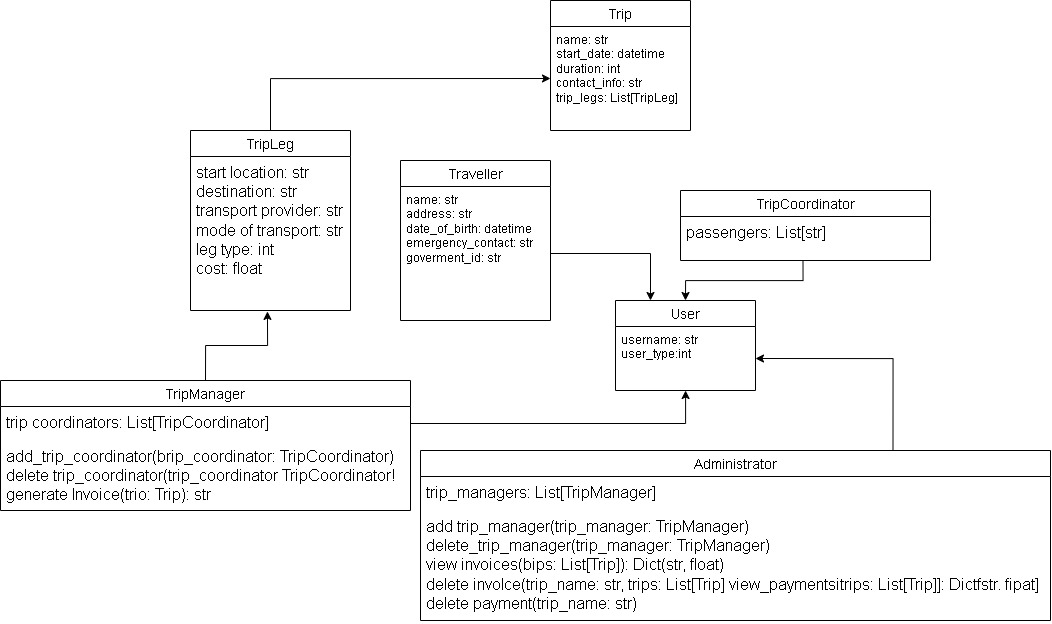 Trip
name: str
start_date: datetime
duration: int
contact_info: str
trip_legs: List[TripLeg]
TripLeg
start location: str
destination: str
transport provider: str
mode of transport: str
leg type: int
cost: float
Traveller
name: str
address: str
date_of_birth: datetime
emergency_contact: str
goverment_id: str
TripCoordinator
passengers: List[str]
User
username: str
user_type:int
TripManager
trip coordinators: List[TripCoordinator]
add_trip_coordinator(brip_coordinator: TripCoordinator)
delete trip_coordinator(trip_coordinator TripCoordinator!
generate Invoice(trio: Trip): str
Administrator
trip_managers: List[TripManager]
add trip_manager(trip_manager: TripManager)
delete_trip_manager(trip_manager: TripManager)
view invoices(bips: List[Trip]): Dict(str, float)
delete involce(trip_name: str, trips: List[Trip] view_paymentsitrips: List[Trip]]: Dictfstr. fipat]
delete payment(trip_name: str)